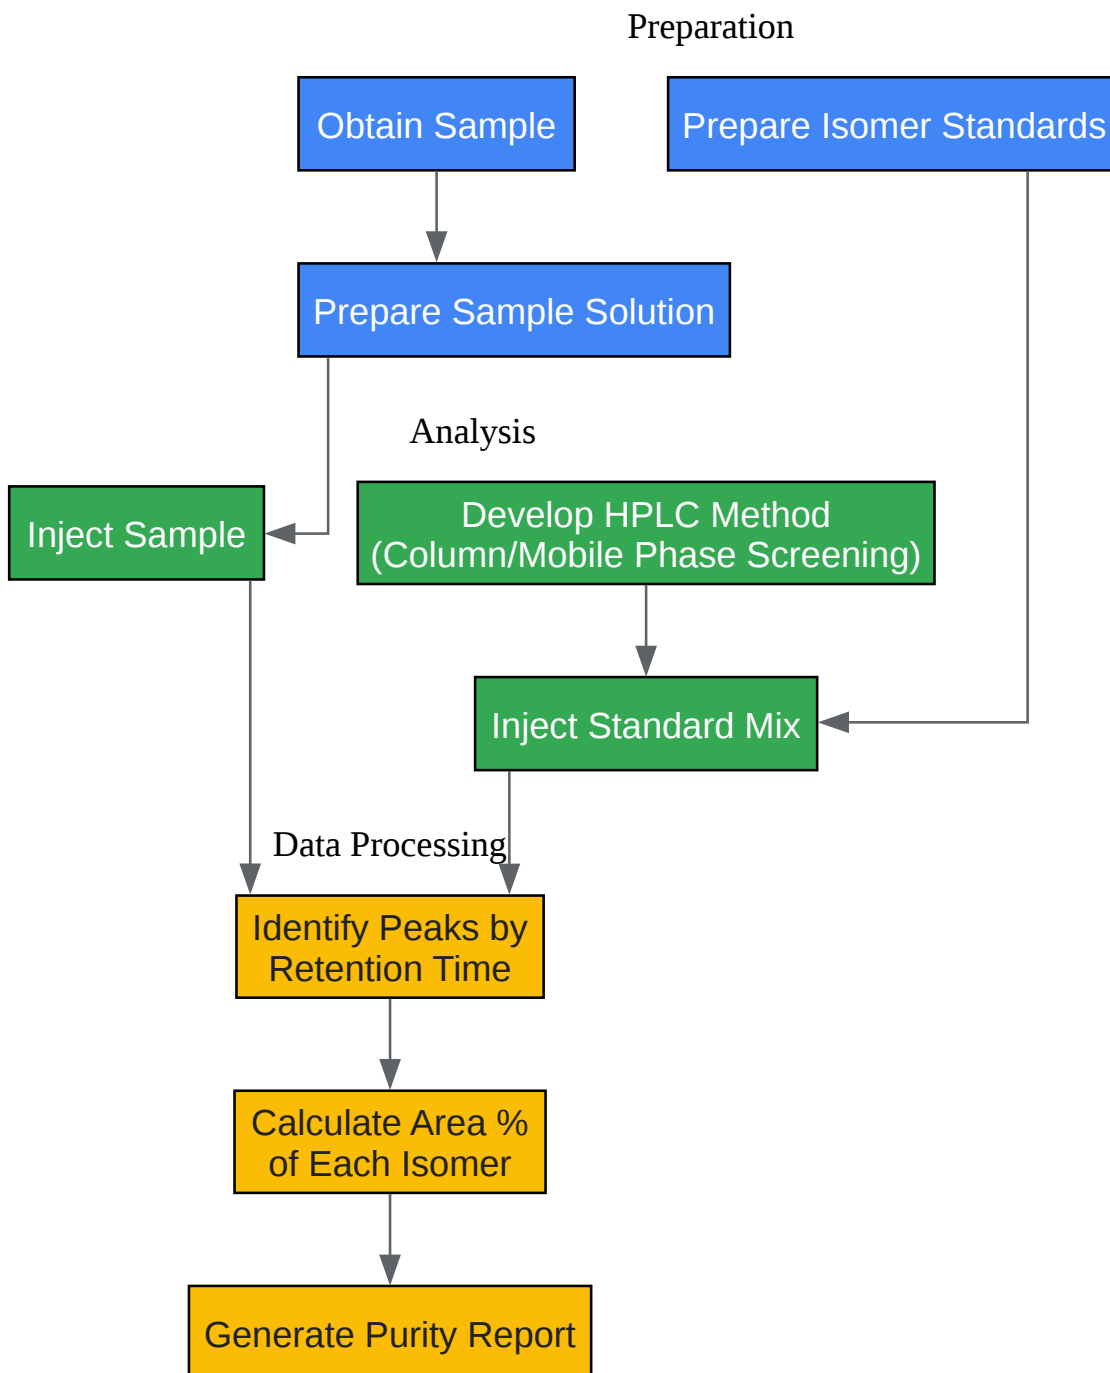 Preparation
Obtain Sample
Prepare Isomer Standards
Prepare Sample Solution
Analysis
Inject Sample
Develop HPLC Method
(Column/Mobile Phase Screening)
Inject Standard Mix
Data Processing
Identify Peaks by
Retention Time
Calculate Area %
of Each Isomer
Generate Purity Report